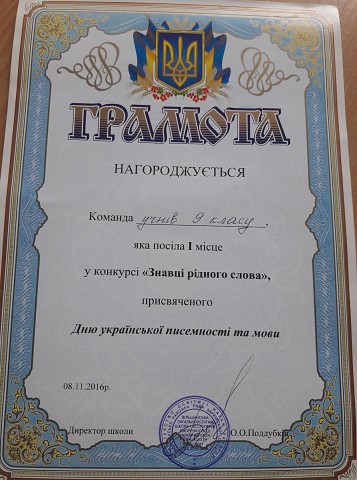 ГРАМОТА
НАГОРОДЖУЄТЬСЯ
Команда учнів 9 класу,
яка посіла І місце
у конкурсі «Знавці рідного слова»,
присвяченого
Дню української писемності та мови
08.11.2016р.
Директор школи О.О.Поддубк